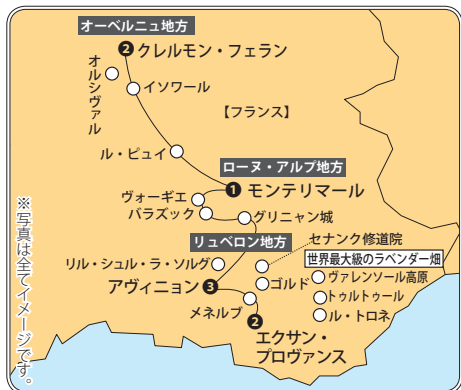 オーベルニュ地方
❷クレルモン・フェラン
オルシヴァル
イソワール
【フランス】
ル・ピュイ
ローヌ・アルプ地方
❶モンテリマール
ヴォーギエ
バラズック
グリニャン城
リュベロン地方
セナンク修道院
世界最大級のラベンダー畑
リル・シュル・ラ・ソルグ
ヴァレンソール高原
ゴルド
アヴィニョン❸
トゥルトゥール
メネルブ
ル・トロネ
❷
エクサン・
プロヴァンス
※写真は全てイメージです。